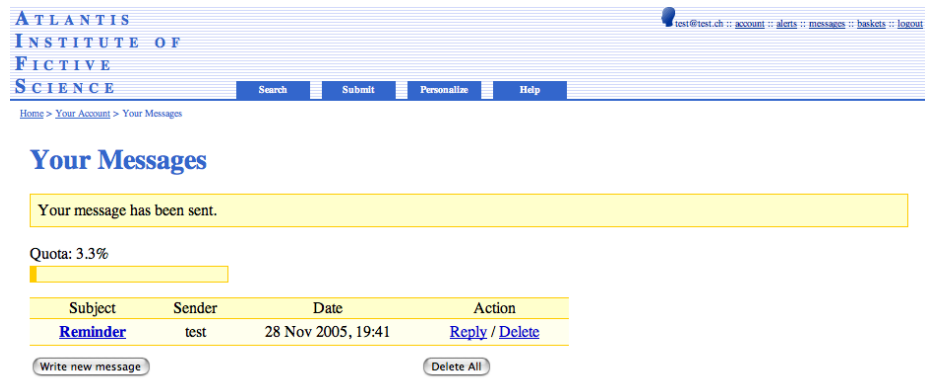 ATLANTIS
INSTITUTE OF
FICTIVE
SCIENCE
test@test.ch :: account :: alerts :: messages :: baskets :: logout
Search Submit Personalize Help
Home > Your Account > Your Messages
Your Messages
Your message has been sent.
Quota: 3.3%
Subject Sender Date Action
Reminder test 28 Nov 2005, 19:41 Reply / Delete
Write new message Delete All